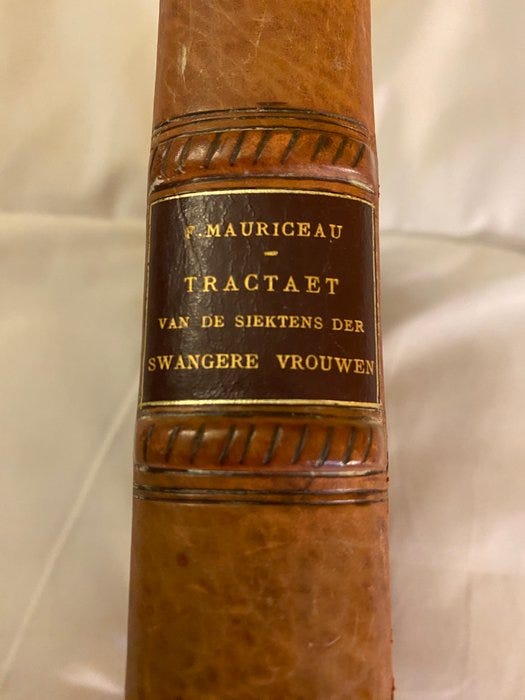 F. MAURICEAU
TRACTAET
VAN DE SIEKTENS DER
SWANGERE VROUWEN